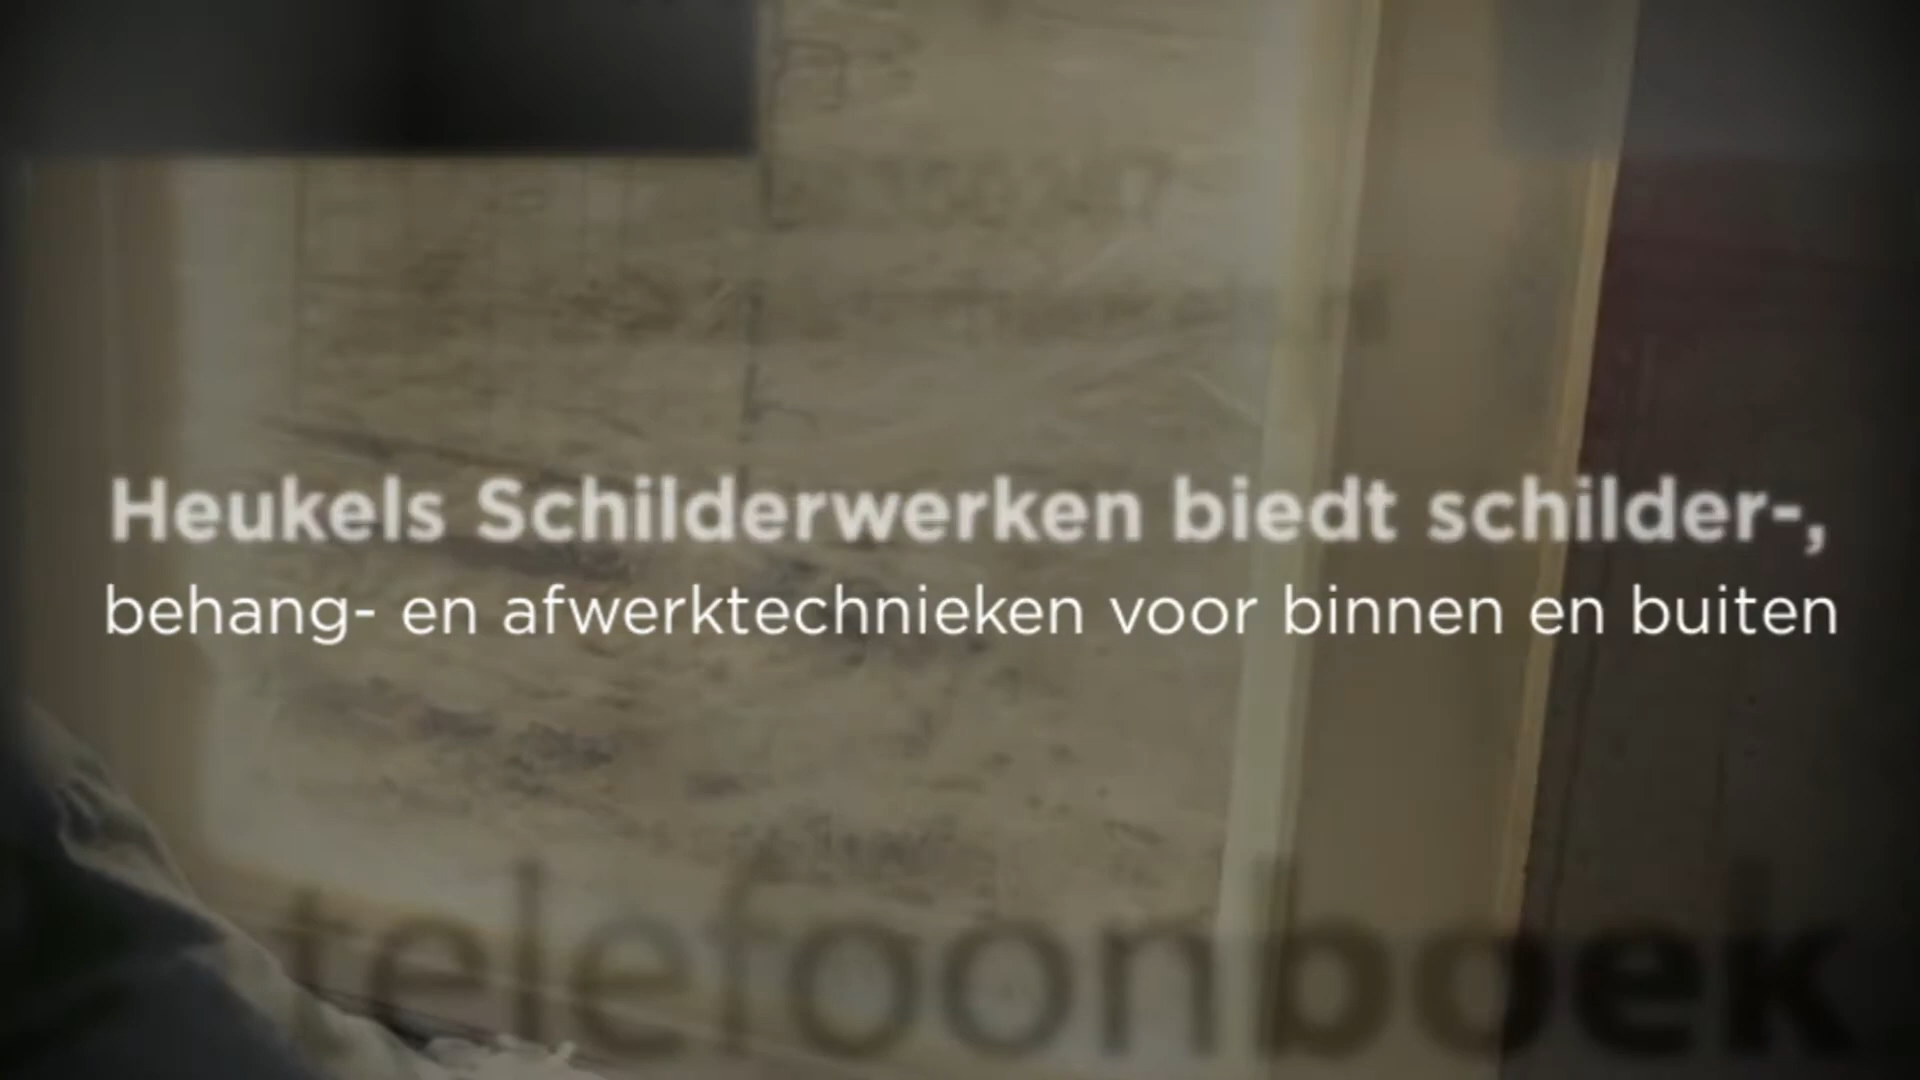 Heukels Schilderwerken biedt schilder-,
behang- en afwerktechnieken voor binnen en buiten
telefoonboek